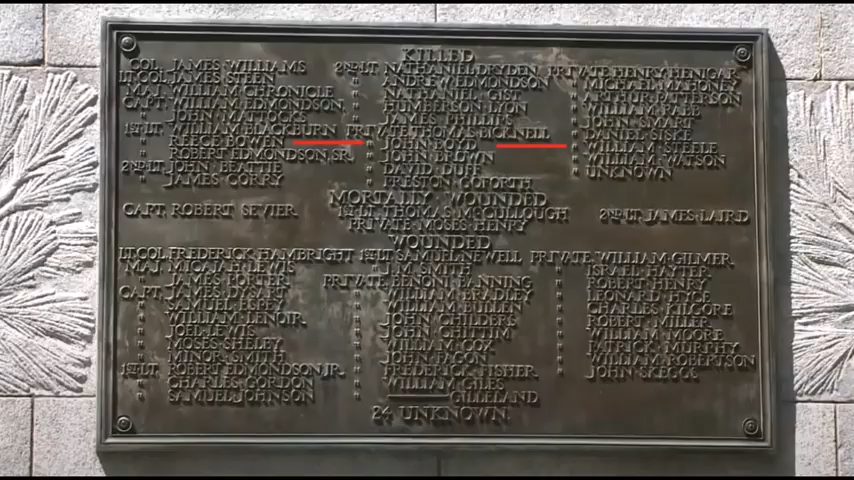 KILLED
COL. JAMES WILLIAMS
LT. COL. JAMES STEEN
MAJ. WILLIAM CHRONICLE
CAPT. WILLIAM EDMONDSON
" JOHN MATTOCKS
1ST LT. WILLIAM BLACKBURN
" REECE BOWEN
" ROBERT EDMONDSON, SR.
2ND LT. JOHN BEATTIE
" JAMES CORRY
2ND LT. NATHANIEL DRYDEN
" ANDREW EDMONDSON
" NATHANIEL GIST
" HUMBERSON LYON
" JAMES PHILLIPS
PRIVATE THOMAS BICKNELL
" JOHN BOYD
" JOHN BROWN
" DAVID DUFF
" PRESTON GOFORTH
PRIVATE HENRY HENIGAR
" MICHAEL MAHONEY
" ARTHUR PATTERSON
" WILLIAM RABB
" JOHN SMART
" DANIEL SISKE
" WILLIAM STEELE
" WILLIAM WATSON
" UNKNOWN
MORTALLY WOUNDED
CAPT. ROBERT SEVIER
1ST LT. THOMAS McCULLOUGH
PRIVATE MOSES HENRY
2ND LT. JAMES LAIRD
WOUNDED
LT. COL. FREDERICK HAMBRIGHT
MAJ. MICAJAH LEWIS
" JAMES PORTER
CAPT. JAMES DYSART
" SAMUEL ESPEY
" WILLIAM LENOIR
" JOEL LEWIS
" MOSES SHELBY
" MINOR SMITH
1ST LT. ROBERT EDMONDSON, JR.
" CHARLES GORDON
" SAMUEL JOHNSON
1ST LT. SAMUEL NEWELL
" J.M. SMITH
PRIVATE BENONI BANNING
" WILLIAM BRADLEY
" WILLIAM BULLEN
" JOHN CHILDERS
" JOHN CHITTIM
" WILLIAM COX
" JOHN FAGON
" FREDERICK FISHER
" WILLIAM GILES
" GILLELAND
PRIVATE WILLIAM GILMER
" ISRAEL HAYTER
" ROBERT HENRY
" LEONARD HYCE
" CHARLES KILGORE
" ROBERT MILLER
" WILLIAM MOORE
" PATRICK MURPHY
" WILLIAM ROBERTSON
" JOHN SKEGGS
24 UNKNOWN